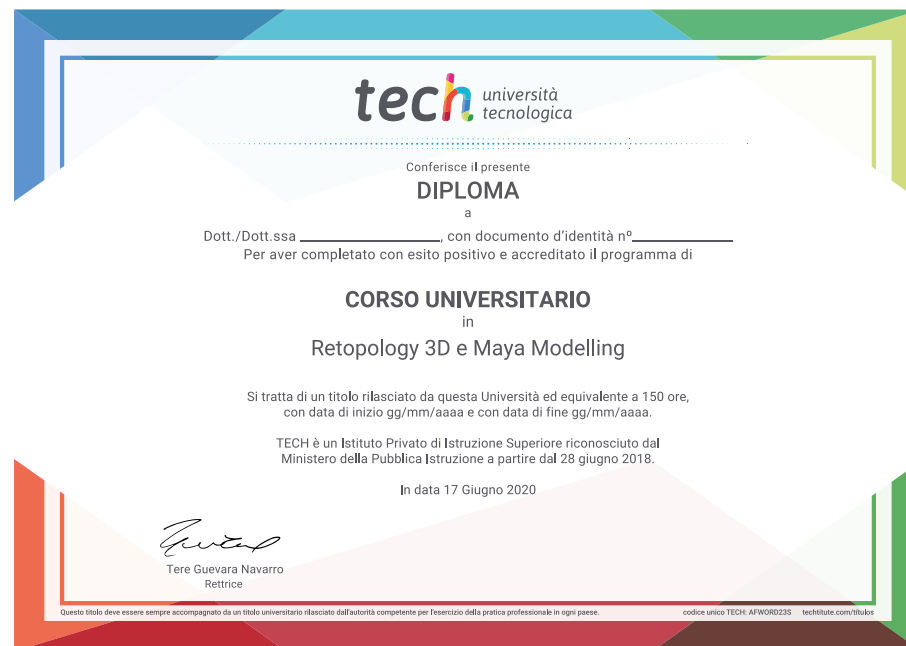 tech università
tecnologica
Conferisce il presente
DIPLOMA
a
Dott./Dott.ssa ____________________, con documento d'identità nº______________
Per aver completato con esito positivo e accreditato il programma di
CORSO UNIVERSITARIO
in
Retopology 3D e Maya Modelling
Si tratta di un titolo rilasciato da questa Università ed equivalente a 150 ore,
con data di inizio gg/mm/aaaa e con data di fine gg/mm/aaaa.
TECH è un Istituto Privato di Istruzione Superiore riconosciuto dal
Ministero della Pubblica Istruzione a partire dal 28 giugno 2018.
In data 17 Giugno 2020
Tere Guevara Navarro
Rettrice
Questo titolo deve essere sempre accompagnato da un titolo universitario rilasciato dall'autorità competente per l'esercizio della pratica professionale in ogni paese. codice unico TECH: AFWORD23S techtitute.com/titulos